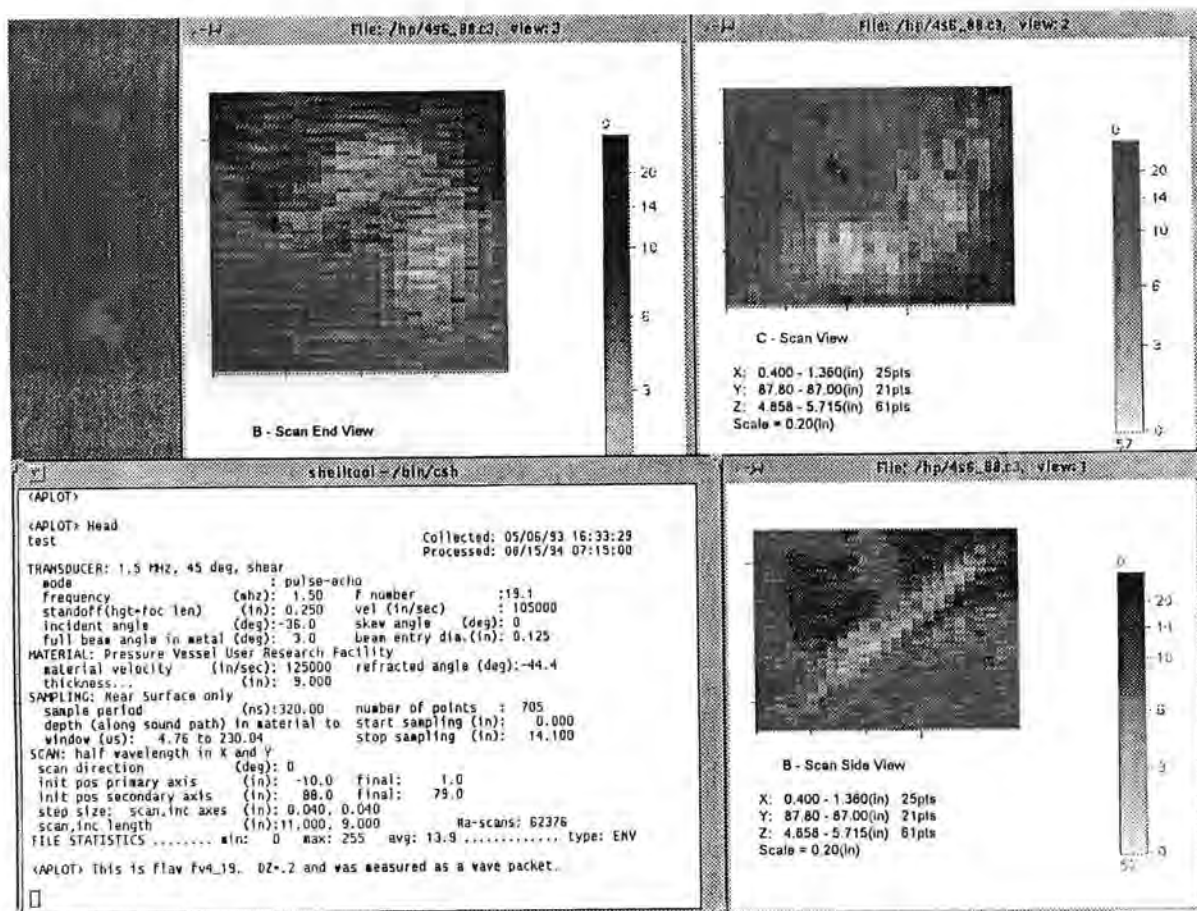 File: /hp/4s6_88.c3, view:3
0
20
14
10
6
3
B - Scan End View
File: /hp/4s6_88.c3, view:2
0
20
14
10
6
3
0
57
C - Scan View
X: 0.400 - 1.360(in) 25pts
Y: 87.80 - 87.00(in) 21pts
Z: 4.858 - 5.715(in) 61pts
Scale = 0.20(in)
shelltool - /bin/csh
<APLOT>
<APLOT> Head
test
Collected: 05/06/93 16:33:29
Processed: 08/15/94 07:15:00
TRANSDUCER: 1.5 MHZ, 45 deg, shear
mode : pulse-echo
frequency (mhz): 1.50 f number :19.1
standoff(hgt+foc len) (in): 0.250 vel (in/sec) : 105000
incident angle (deg):-36.0 skew angle (deg): 0
full beam angle in metal (deg): 3.0 beam entry dia.(in): 0.125
MATERIAL: Pressure Vessel User Research Facility
material velocity (in/sec): 125000 refracted angle (deg):-44.4
thickness... (in): 9.000
SAMPLING: Near Surface only
sample period (ns):320.00 number of points : 705
depth (along sound path) in material to start sampling (in): 0.000
window (us): 4.76 to 230.04 stop sampling (in): 14.100
SCAN: half wavelength in X and Y
scan direction (deg): 0
init pos primary axis (in): -10.0 final: 1.0
init pos secondary axis (in): 88.0 final: 79.0
step size: scan,inc axes (in): 0.040, 0.040
scan,inc length (in):11.000, 9.000 #a-scans: 62376
FILE STATISTICS ........ min: 0 max: 255 avg: 13.9 ............. type: ENV
<APLOT> This is flaw fv4_19. DZ=.2 and was measured as a wave packet.
File: /hp/4s6_88.c3, view:1
0
20
14
10
6
3
0
57
B - Scan Side View
X: 0.400 - 1.360(in) 25pts
Y: 87.80 - 87.00(in) 21pts
Z: 4.858 - 5.715(in) 61pts
Scale = 0.20(in)